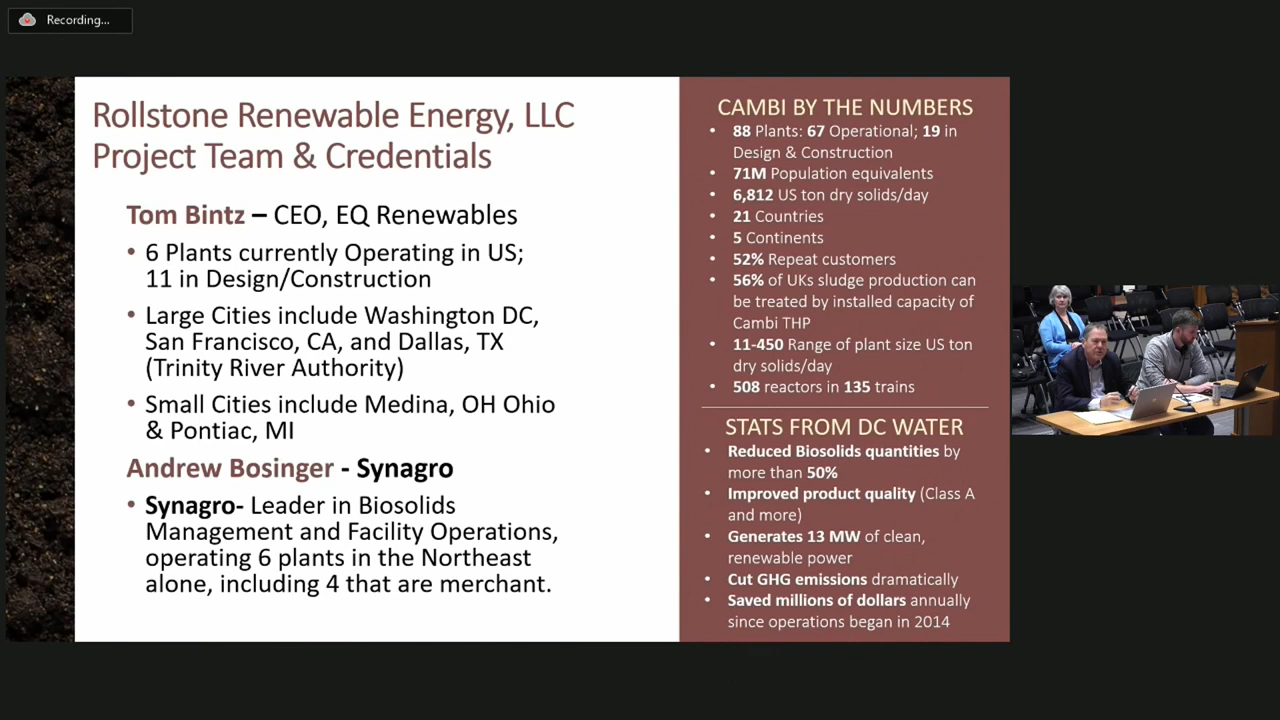 Recording...
Rollstone Renewable Energy, LLC
Project Team & Credentials
Tom Bintz – CEO, EQ Renewables
• 6 Plants currently Operating in US;
11 in Design/Construction
• Large Cities include Washington DC,
San Francisco, CA, and Dallas, TX
(Trinity River Authority)
• Small Cities include Medina, OH Ohio
& Pontiac, MI
Andrew Bosinger - Synagro
• Synagro- Leader in Biosolids
Management and Facility Operations,
operating 6 plants in the Northeast
alone, including 4 that are merchant.
CAMBI BY THE NUMBERS
• 88 Plants: 67 Operational; 19 in
Design & Construction
• 71M Population equivalents
• 6,812 US ton dry solids/day
• 21 Countries
• 5 Continents
• 52% Repeat customers
• 56% of UKs sludge production can
be treated by installed capacity of
Cambi THP
• 11-450 Range of plant size US ton
dry solids/day
• 508 reactors in 135 trains
STATS FROM DC WATER
• Reduced Biosolids quantities by
more than 50%
• Improved product quality (Class A
and more)
• Generates 13 MW of clean,
renewable power
• Cut GHG emissions dramatically
• Saved millions of dollars annually
since operations began in 2014